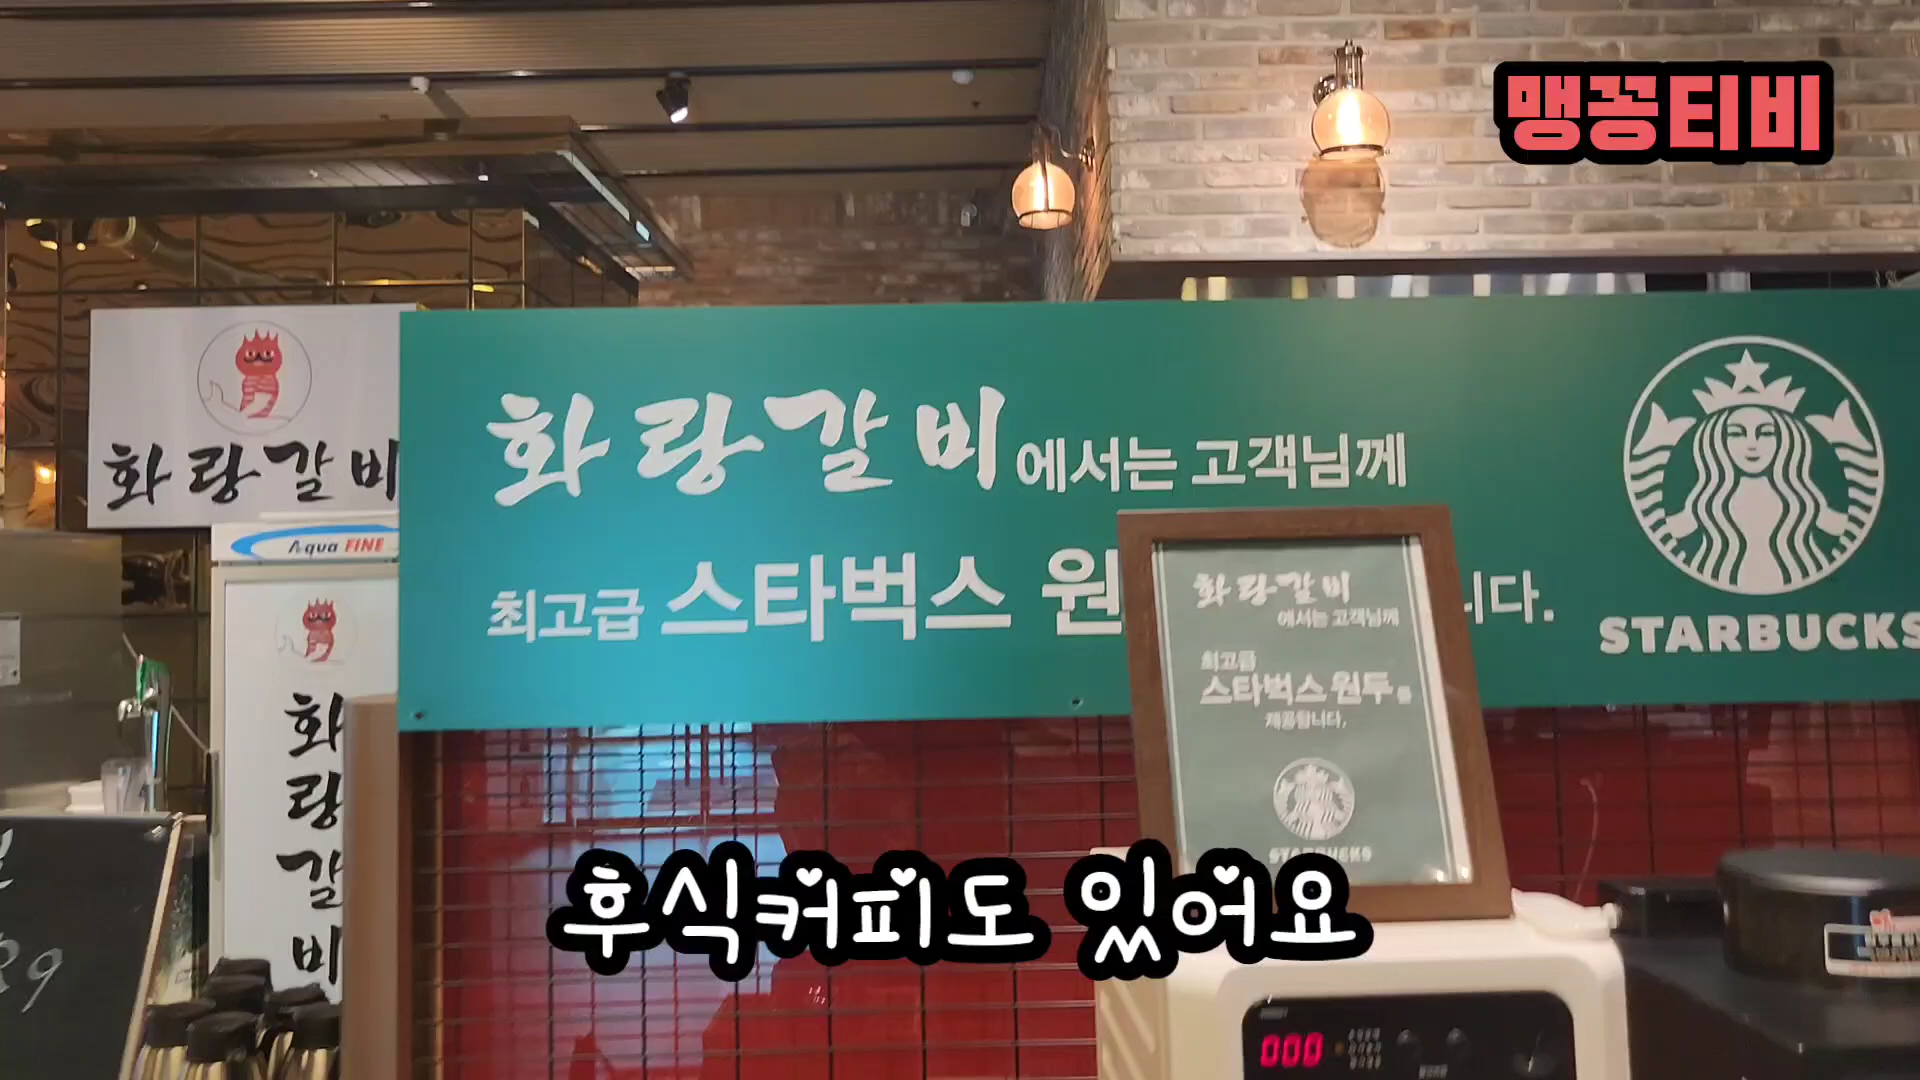 맹꽁티비
화랑갈비
화랑갈비에서는 고객님께
최고급 스타벅스 원 니다.
STARBUCKS
Aqua FINE
화랑갈비
화랑갈비
에서는 고객님께
최고급
스타벅스 원두를
제공합니다.
STARBUCKS
후식커피도 있어요
000